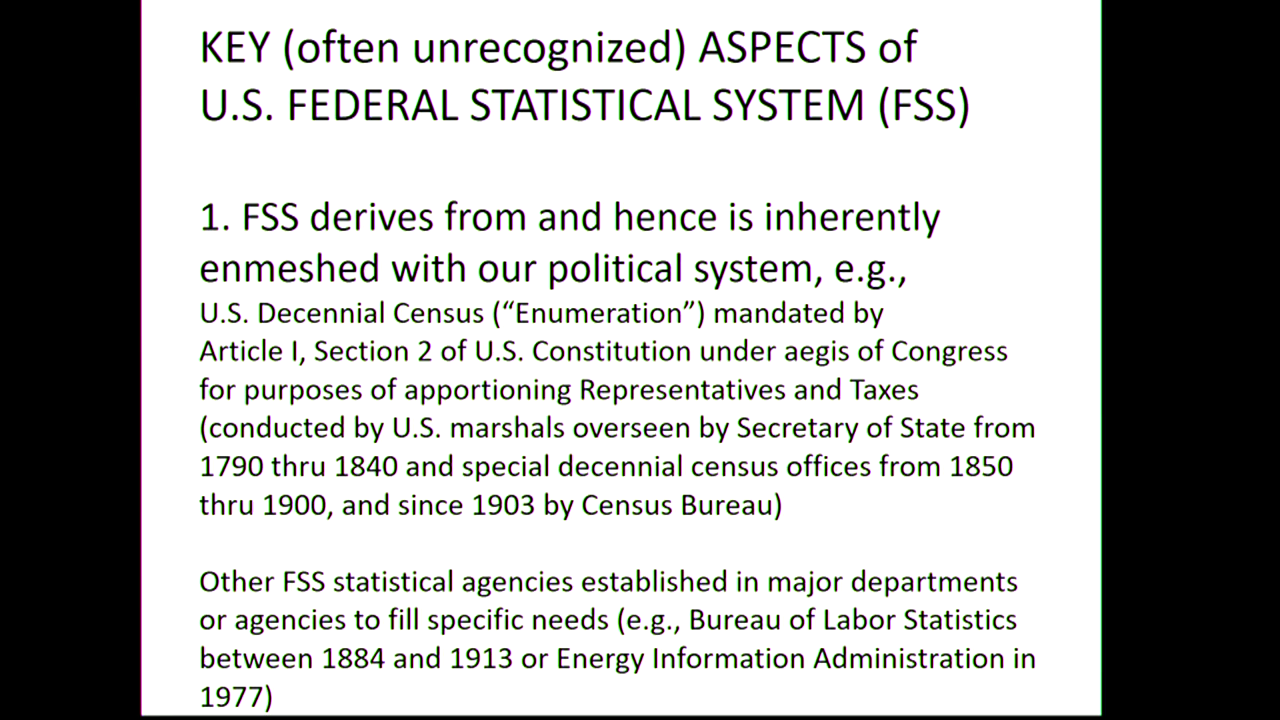 KEY (often unrecognized) ASPECTS of
U.S. FEDERAL STATISTICAL SYSTEM (FSS)
1. FSS derives from and hence is inherently
enmeshed with our political system, e.g.,
U.S. Decennial Census (“Enumeration”) mandated by
Article I, Section 2 of U.S. Constitution under aegis of Congress
for purposes of apportioning Representatives and Taxes
(conducted by U.S. marshals overseen by Secretary of State from
1790 thru 1840 and special decennial census offices from 1850
thru 1900, and since 1903 by Census Bureau)
Other FSS statistical agencies established in major departments
or agencies to fill specific needs (e.g., Bureau of Labor Statistics
between 1884 and 1913 or Energy Information Administration in
1977)